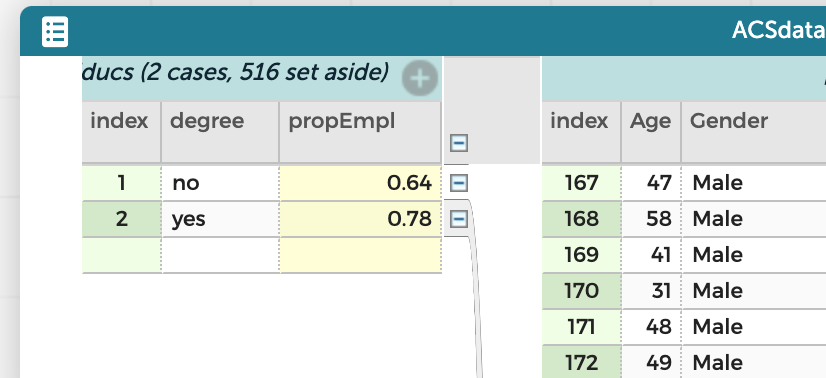 ACSdata
(2 cases, 516 set aside)
index degree propEmpl index Age Gender
1 no 0.64 167 47 Male
2 yes 0.78 168 58 Male
169 41 Male
170 31 Male
171 48 Male
172 49 Male